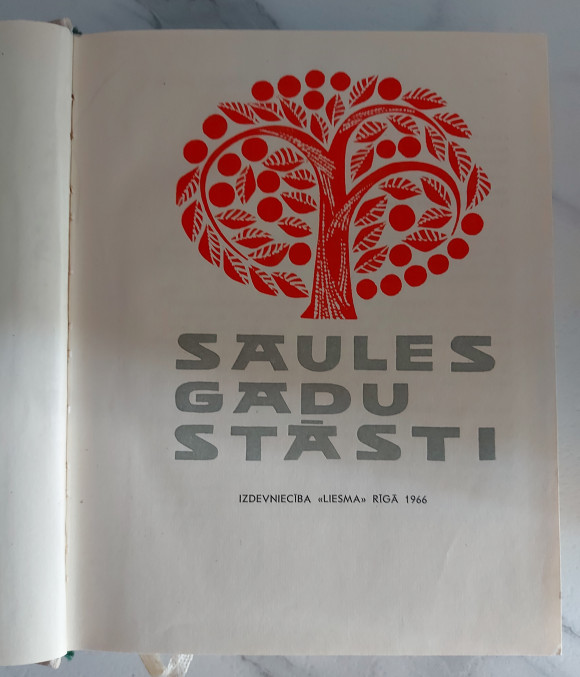 SAULES
GADU
STĀSTI
IZDEVNIECĪBA «LIESMA» RĪGĀ 1966